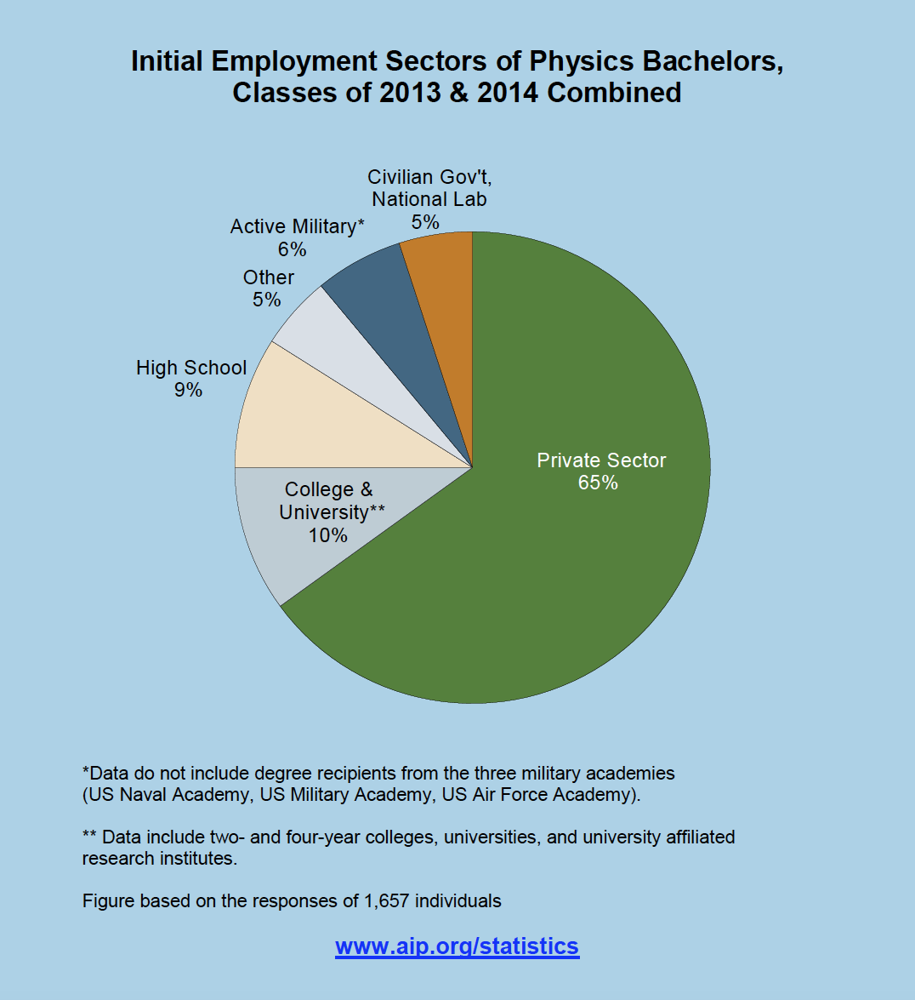 Initial Employment Sectors of Physics Bachelors,
Classes of 2013 & 2014 Combined
Civilian Gov't,
National Lab
5%
Active Military*
6%
Other
5%
High School
9%
Private Sector
65%
College &
University**
10%
*Data do not include degree recipients from the three military academies
(US Naval Academy, US Military Academy, US Air Force Academy).
** Data include two- and four-year colleges, universities, and university affiliated
research institutes.
Figure based on the responses of 1,657 individuals
www.aip.org/statistics